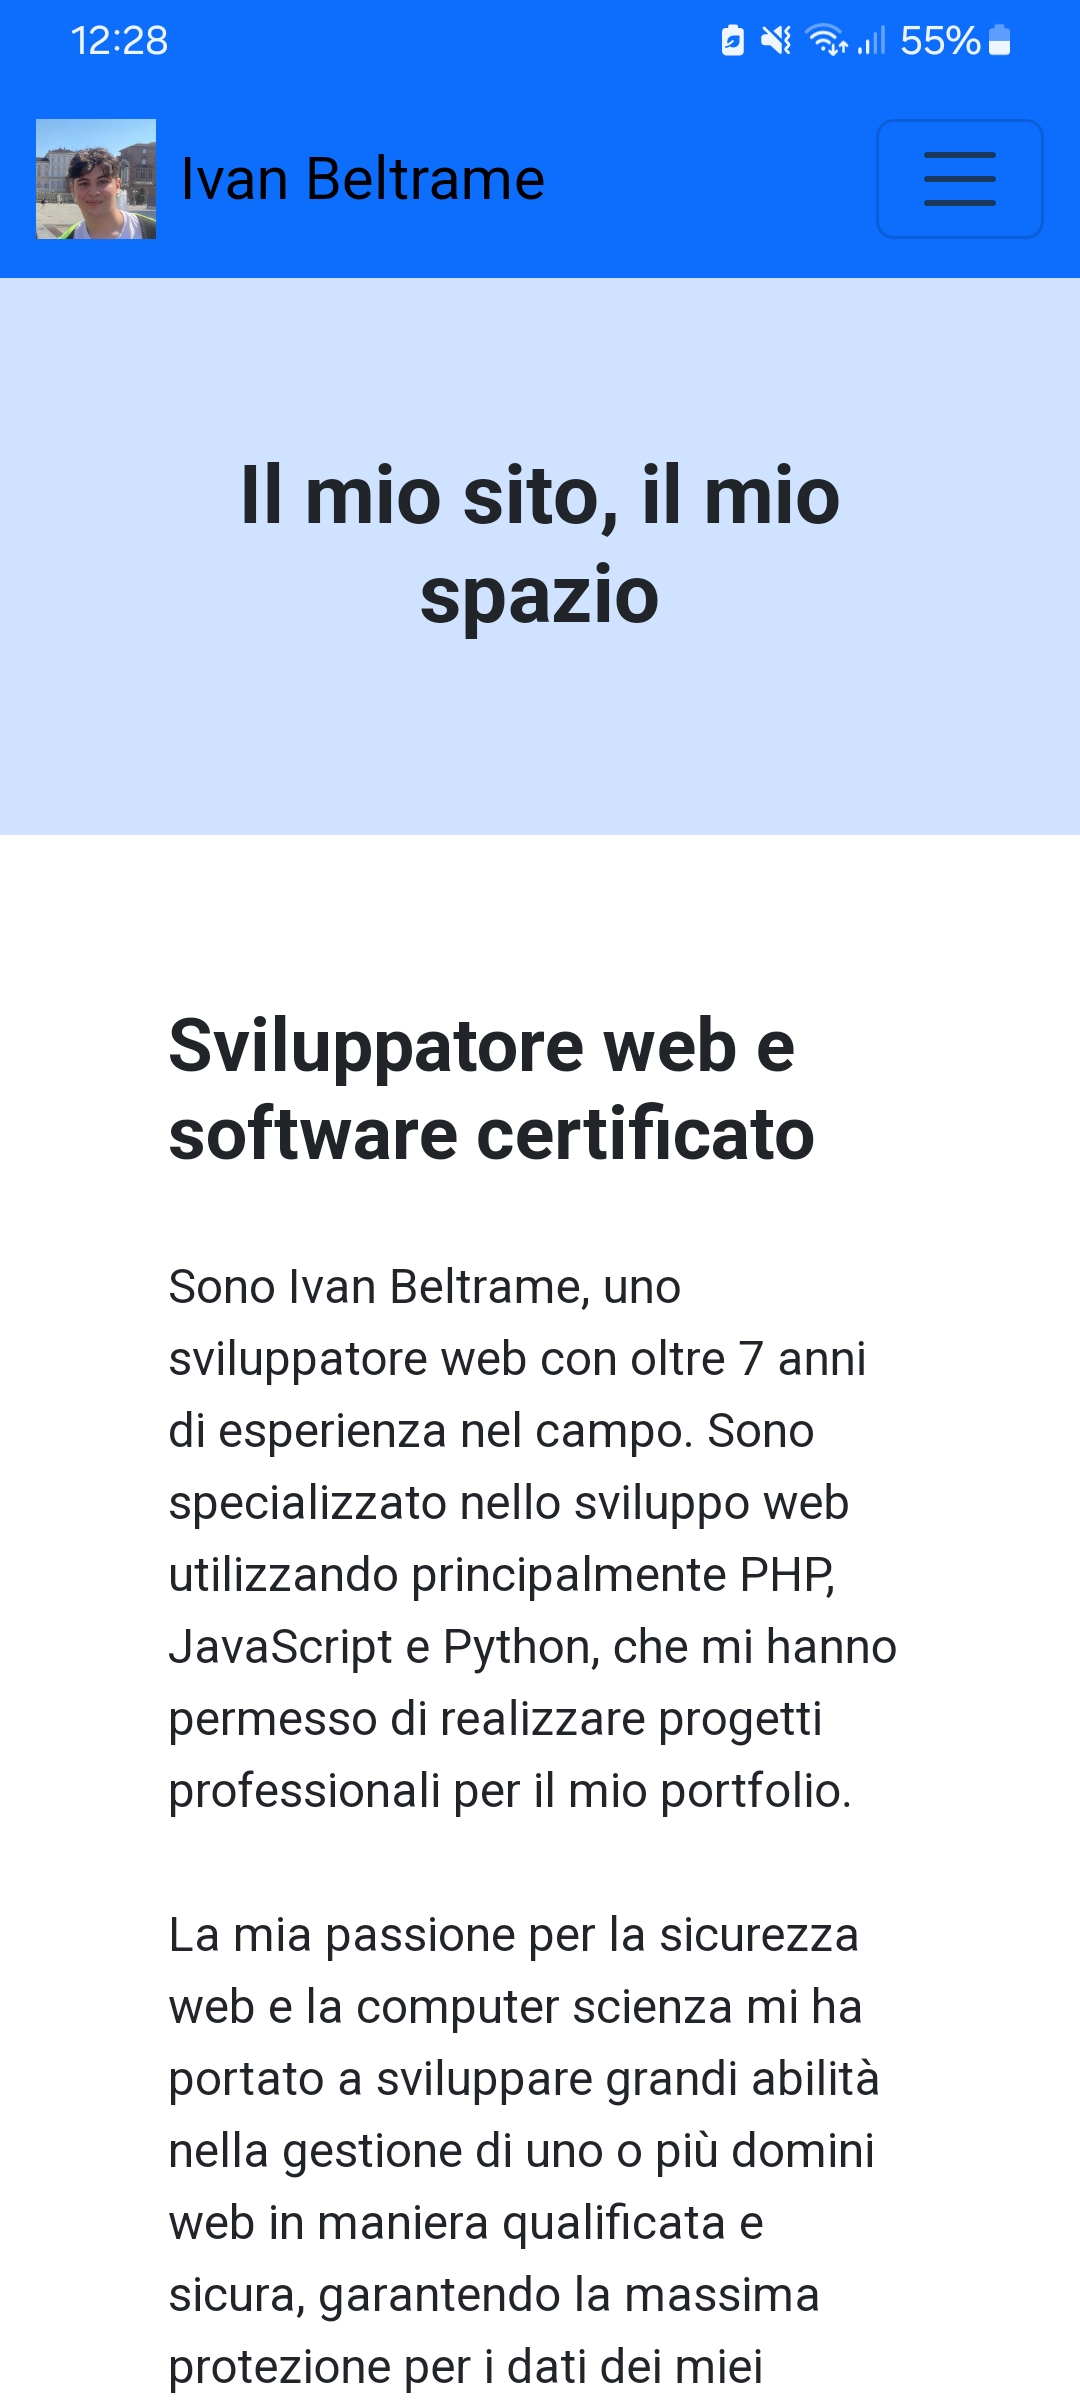 12:28
55%
Ivan Beltrame
Il mio sito, il mio
spazio
Sviluppatore web e
software certificato
Sono Ivan Beltrame, uno
sviluppatore web con oltre 7 anni
di esperienza nel campo. Sono
specializzato nello sviluppo web
utilizzando principalmente PHP,
JavaScript e Python, che mi hanno
permesso di realizzare progetti
professionali per il mio portfolio.
La mia passione per la sicurezza
web e la computer scienza mi ha
portato a sviluppare grandi abilità
nella gestione di uno o più domini
web in maniera qualificata e
sicura, garantendo la massima
protezione per i dati dei miei